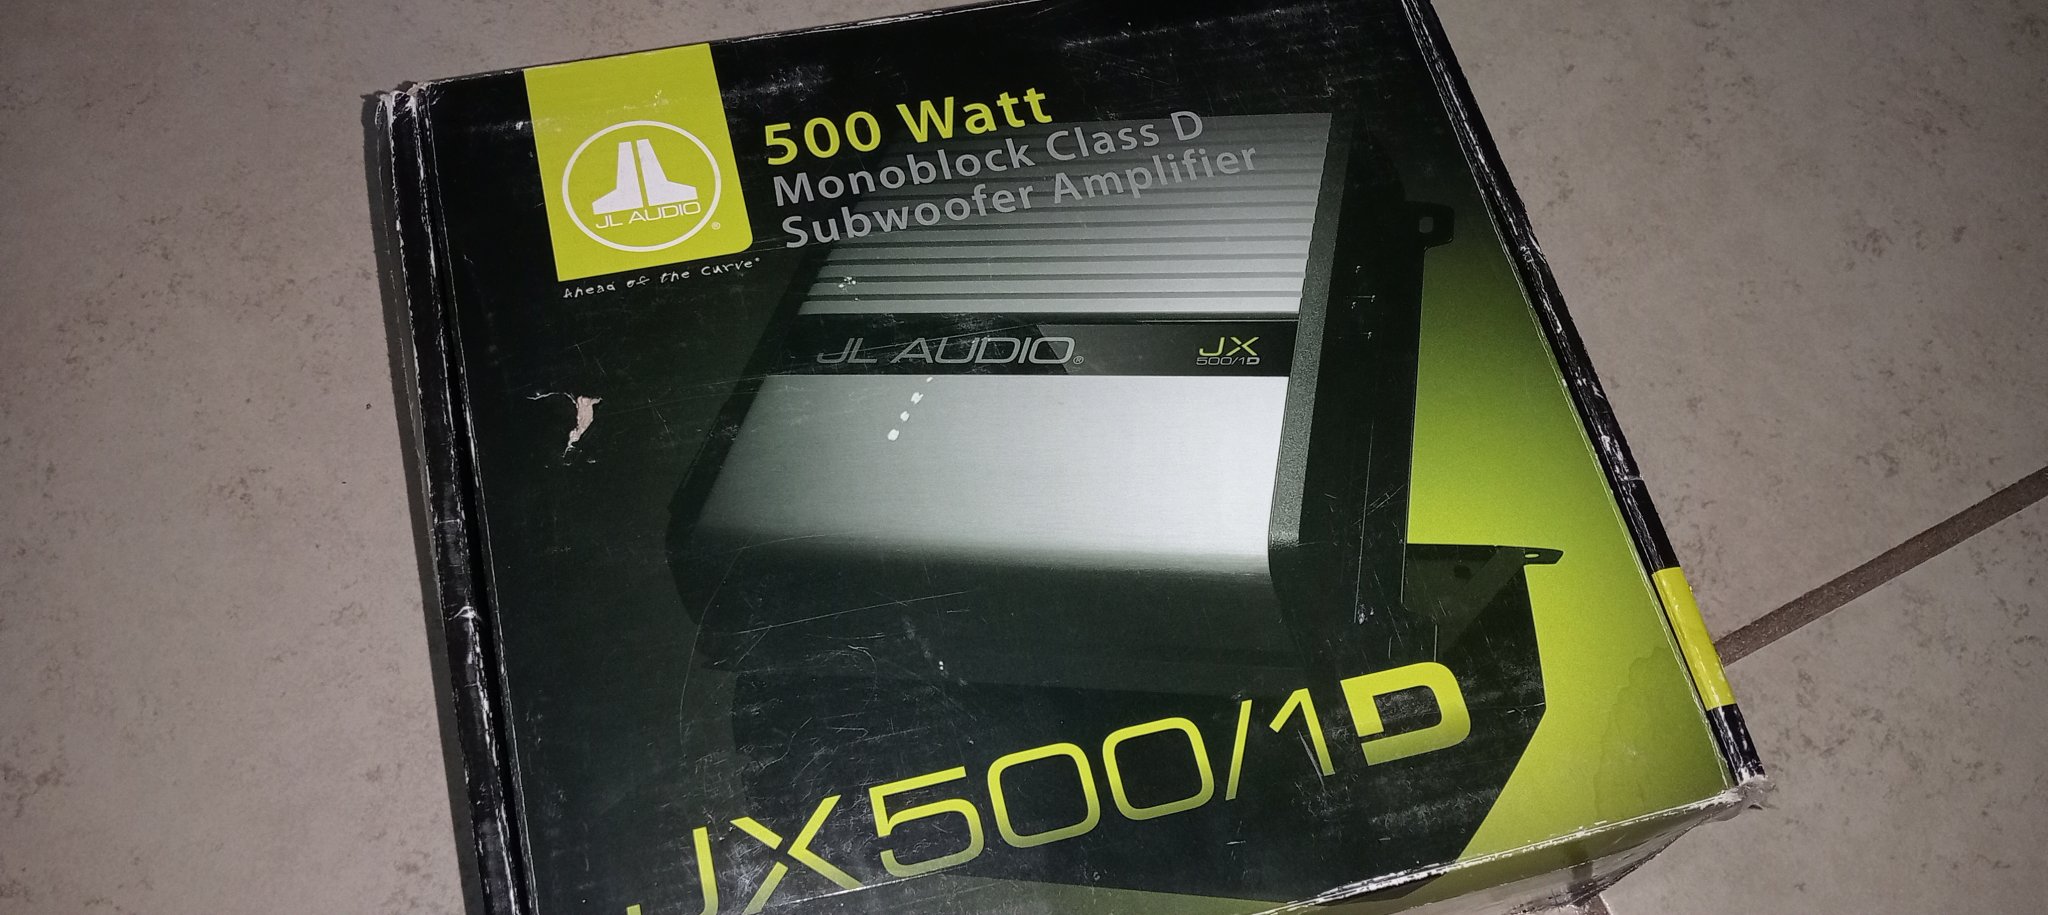 500 Watt
Monoblock Class D
Subwoofer Amplifier
JL AUDIO®
Ahead of the Curve®
JL AUDIO®
JX
500/1D
JX500/1D